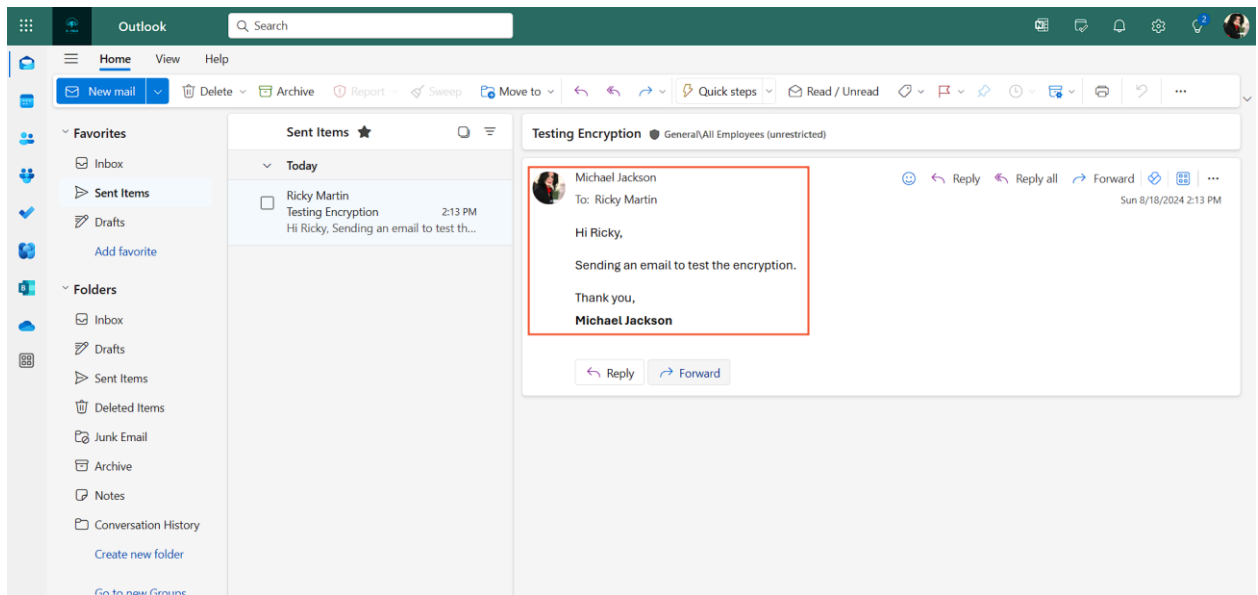 Outlook
Search
2
Home View Help
New mail Delete Archive Report Sweep Move to Quick steps Read / Unread
Favorites
Inbox
Sent Items
Drafts
Add favorite
Folders
Inbox
Drafts
Sent Items
Deleted Items
Junk Email
Archive
Notes
Conversation History
Create new folder
Go to new Groups
Sent Items
Today
Ricky Martin
Testing Encryption 2:13 PM
Hi Ricky, Sending an email to test th...
Testing Encryption General\All Employees (unrestricted)
Michael Jackson
To: Ricky Martin
Reply Reply all Forward
Sun 8/18/2024 2:13 PM
Hi Ricky,
Sending an email to test the encryption.
Thank you,
Michael Jackson
Reply Forward